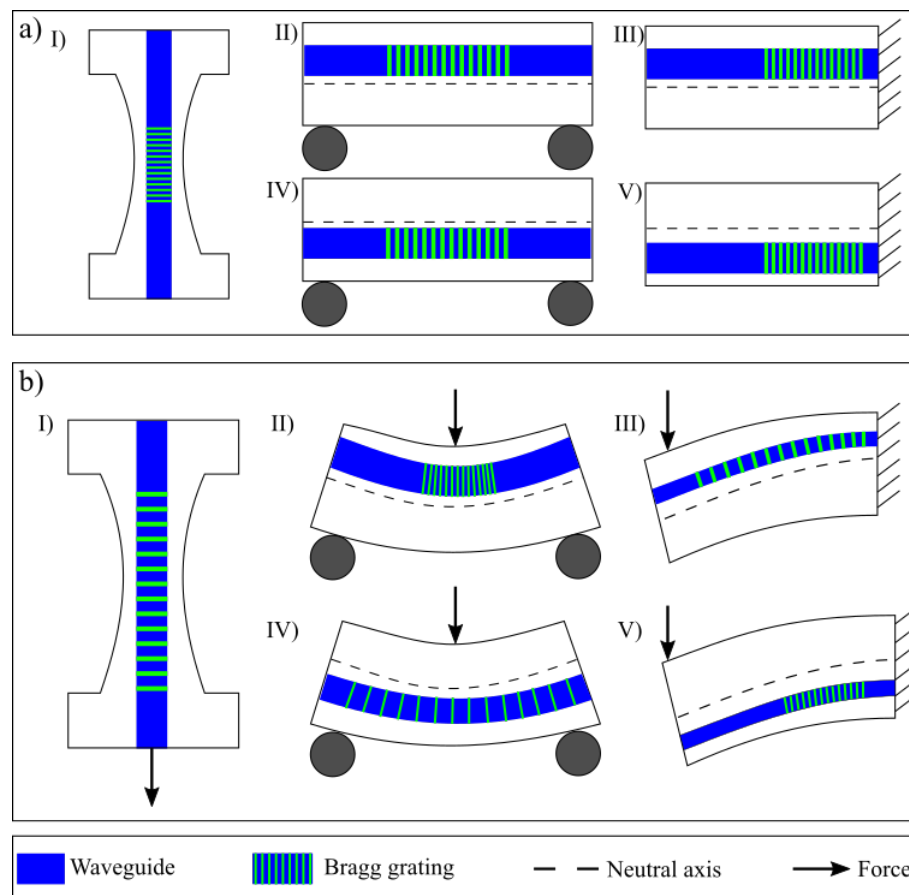 a)
I)
II)
III)
IV)
V)
b)
I)
II)
III)
IV)
V)
Waveguide
Bragg grating
Neutral axis
Force